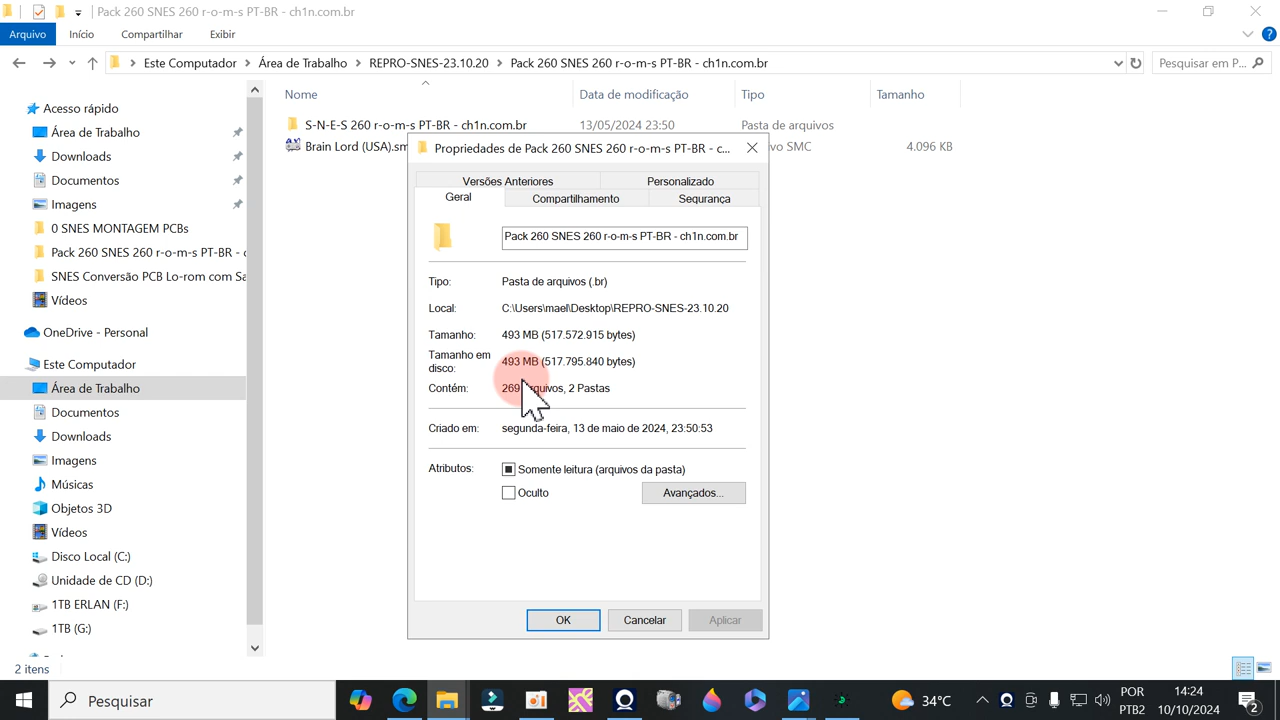 Pack 260 SNES 260 r-o-m-s PT-BR - ch1n.com.br
Arquivo Início Compartilhar Exibir
Este Computador Área de Trabalho REPRO-SNES-23.10.20 Pack 260 SNES 260 r-o-m-s PT-BR - ch1n.com.br Pesquisar em P...
Nome Data de modificação Tipo Tamanho
S-N-E-S 260 r-o-m-s PT-BR - ch1n.com.br 13/05/2024 23:50 Pasta de arquivos
Brain Lord (USA).sm vo SMC 4.096 KB
Acesso rápido
Área de Trabalho
Downloads
Documentos
Imagens
0 SNES MONTAGEM PCBs
Pack 260 SNES 260 r-o-m-s PT-BR - c
SNES Conversão PCB Lo-rom com Sa
Vídeos
OneDrive - Personal
Este Computador
Área de Trabalho
Documentos
Downloads
Imagens
Músicas
Objetos 3D
Vídeos
Disco Local (C:)
Unidade de CD (D:)
1TB ERLAN (F:)
1TB (G:)
2 itens
Propriedades de Pack 260 SNES 260 r-o-m-s PT-BR - c...
Versões Anteriores Personalizado
Geral Compartilhamento Segurança
Pack 260 SNES 260 r-o-m-s PT-BR - ch1n.com.br
Tipo: Pasta de arquivos (.br)
Local: C:\Users\mael\Desktop\REPRO-SNES-23.10.20
Tamanho: 493 MB (517.572.915 bytes)
Tamanho em disco: 493 MB (517.795.840 bytes)
Contém: 269 arquivos, 2 Pastas
Criado em: segunda-feira, 13 de maio de 2024, 23:50:53
Atributos: Somente leitura (arquivos da pasta)
Oculto Avançados...
OK Cancelar Aplicar
Pesquisar
34°C
POR
PTB2
14:24
10/10/2024
2